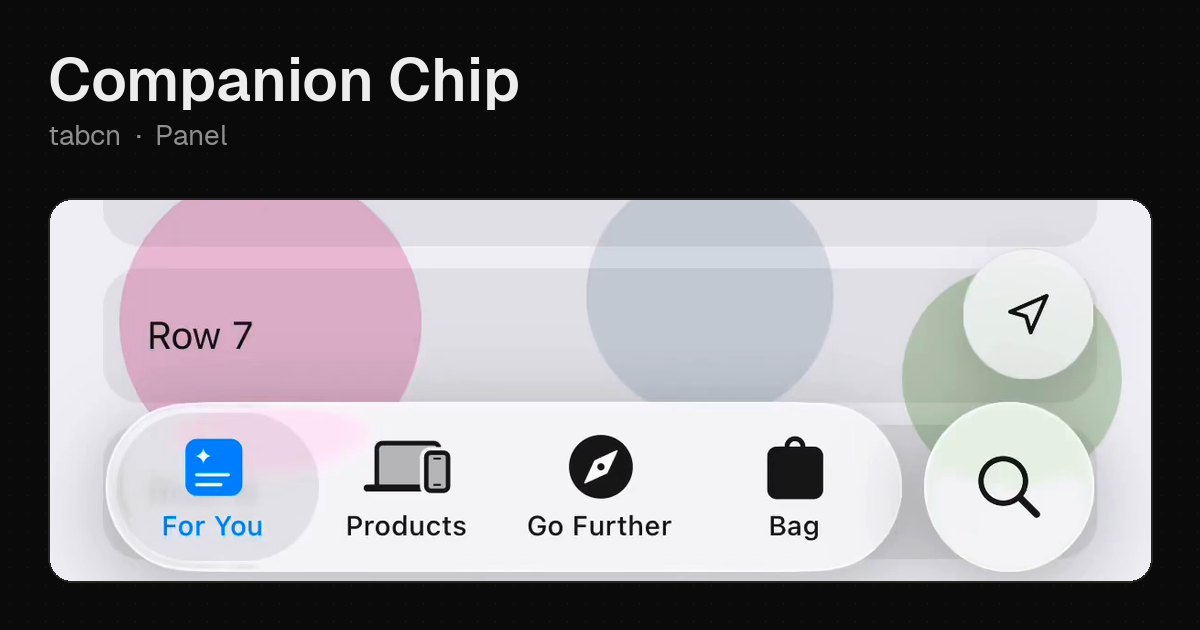 Companion Chip
tabcn · Panel
Row 7
For You
Products
Go Further
Bag